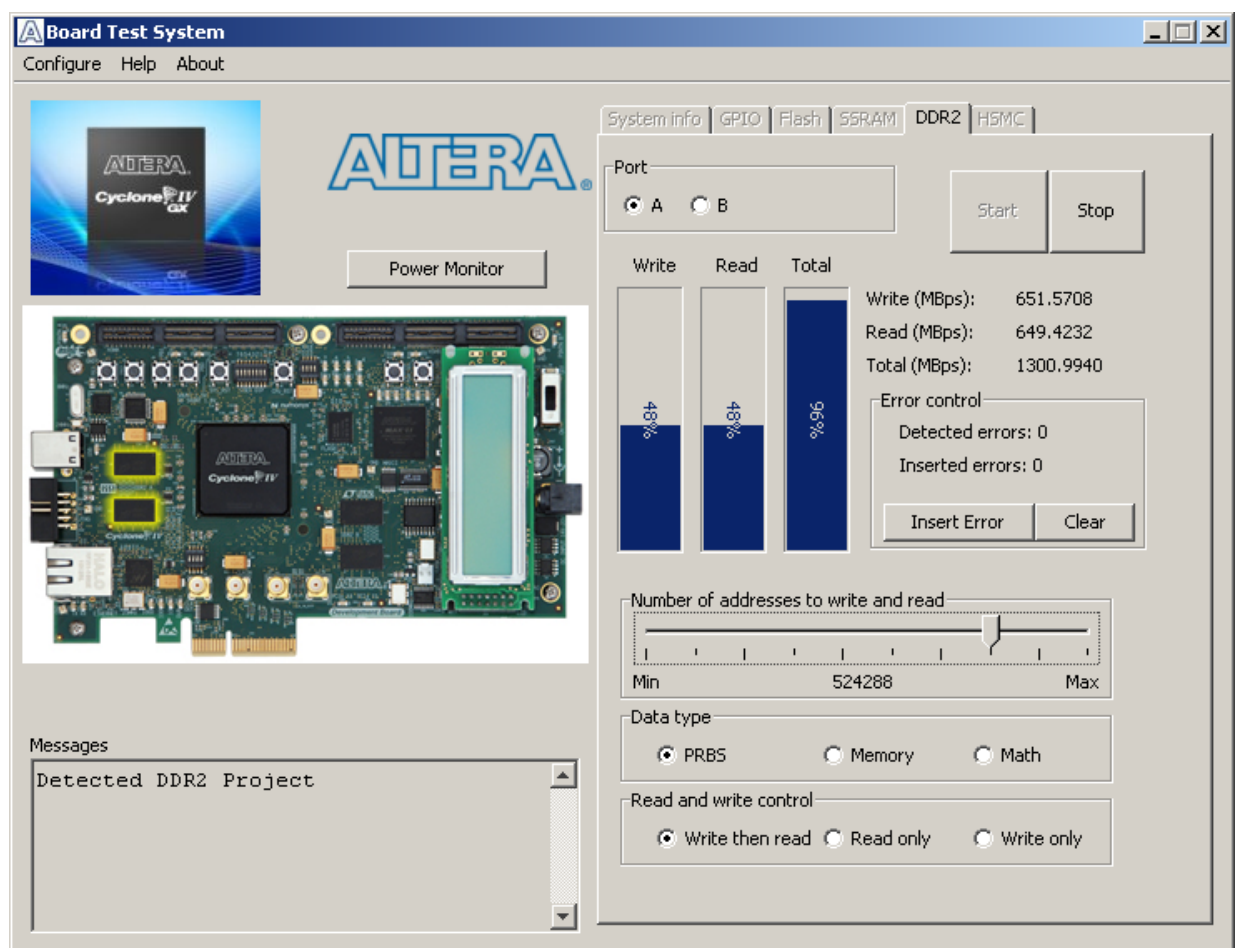 Board Test System
Configure Help About
ALTERA
Cyclone IV
GX
ALTERA
Power Monitor
ALTERA
Cyclone IV
ALTERA
Development Board
Messages
Detected DDR2 Project
System info GPIO Flash SSRAM DDR2 HSMC
Port
A B
Start Stop
Write Read Total
48% 48% 96%
Write (MBps): 651.5708
Read (MBps): 649.4232
Total (MBps): 1300.9940
Error control
Detected errors: 0
Inserted errors: 0
Insert Error Clear
Number of addresses to write and read
Min 524288 Max
Data type
PRBS Memory Math
Read and write control
Write then read Read only Write only